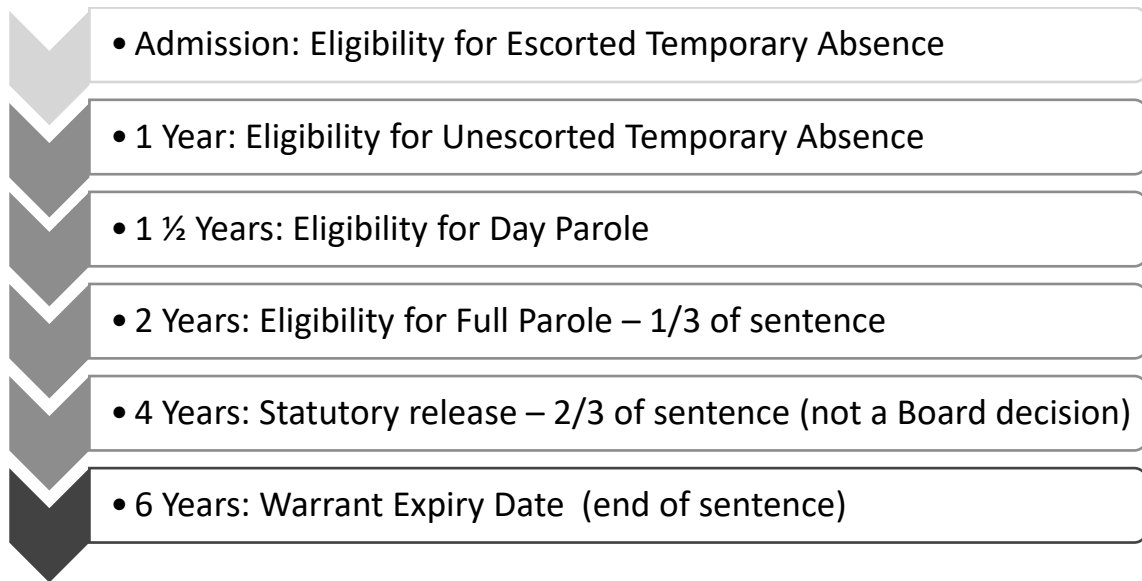 • Admission: Eligibility for Escorted Temporary Absence
• 1 Year: Eligibility for Unescorted Temporary Absence
• 1 ½ Years: Eligibility for Day Parole
• 2 Years: Eligibility for Full Parole – 1/3 of sentence
• 4 Years: Statutory release – 2/3 of sentence (not a Board decision)
• 6 Years: Warrant Expiry Date  (end of sentence)